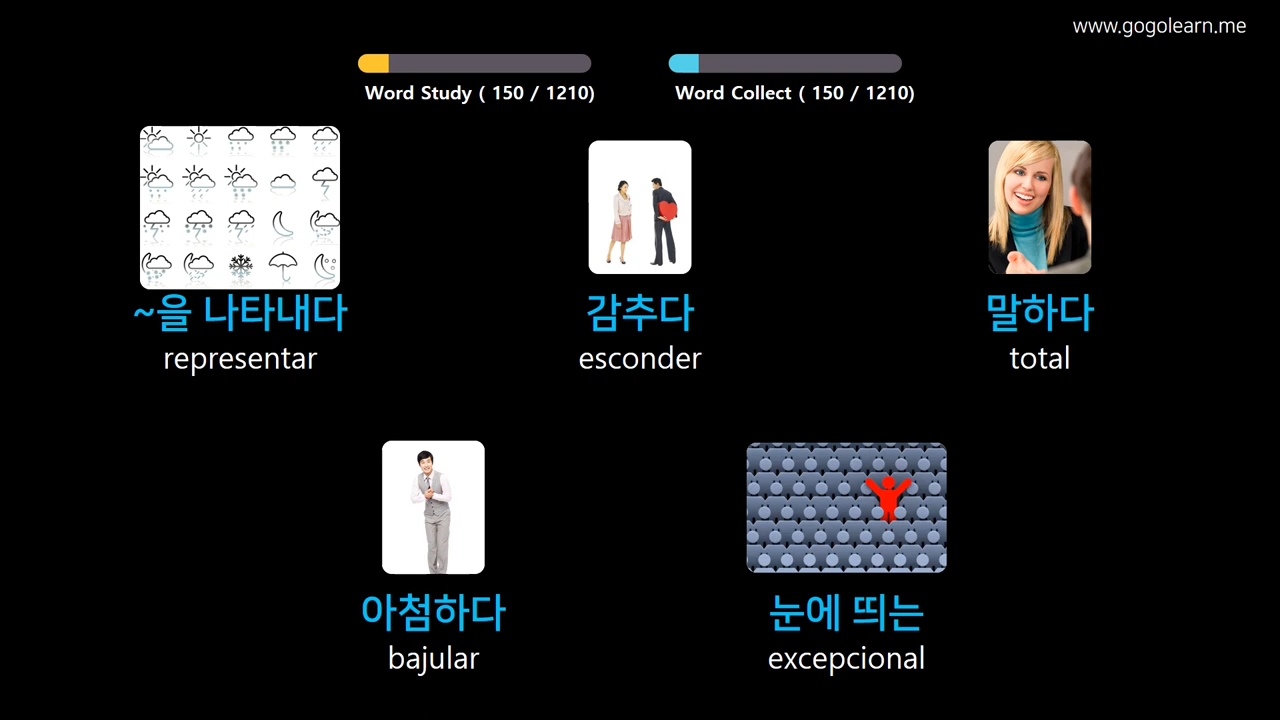 www.gogolearn.me
Word Study ( 150 / 1210)
Word Collect ( 150 / 1210)
~을 나타내다
representar
감추다
esconder
말하다
total
아첨하다
bajular
눈에 띄는
excepcional